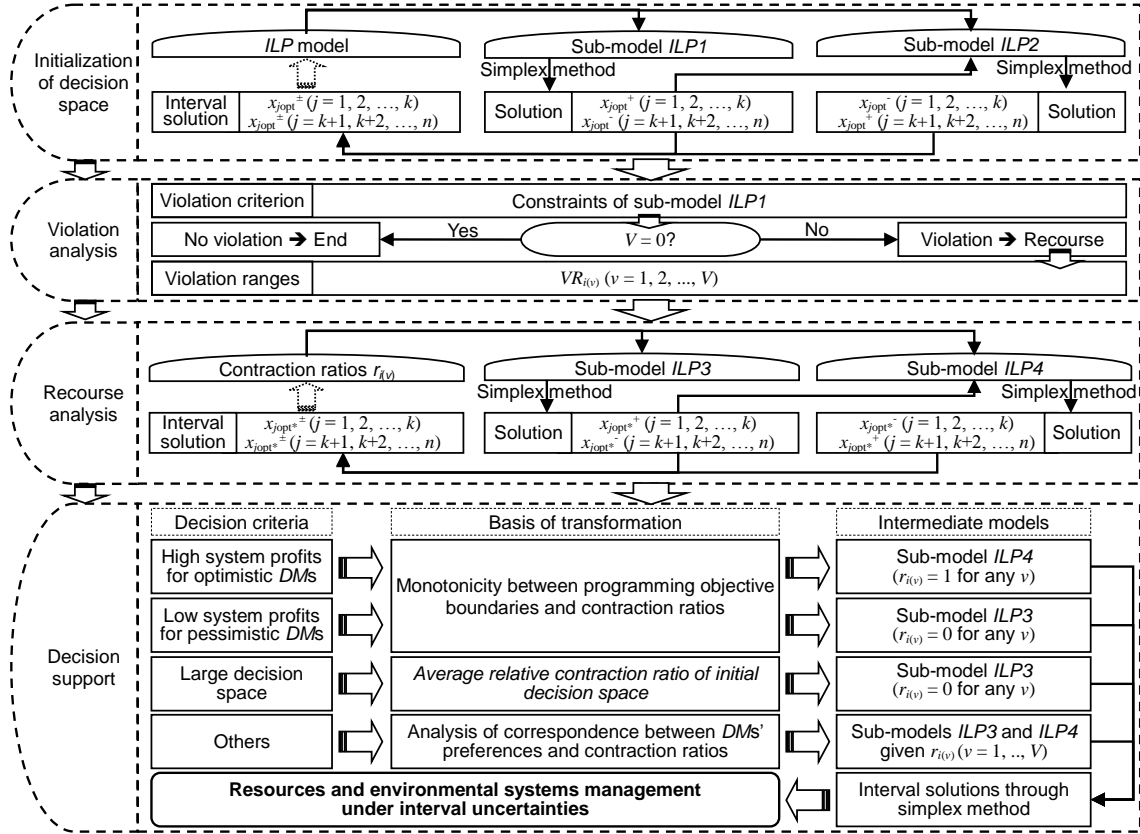 Initialization
of decision
space
ILP model
Sub-model ILP1
Sub-model ILP2
Simplex method
Simplex method
Interval
solution
xjopt± (j = 1, 2, …, k)
xjopt± (j = k+1, k+2, …, n)
Solution
xjopt+ (j = 1, 2, …, k)
xjopt- (j = k+1, k+2, …, n)
xjopt- (j = 1, 2, …, k)
xjopt+ (j = k+1, k+2, …, n)
Solution
Violation
analysis
Violation criterion
Constraints of sub-model ILP1
No violation ➔ End
Yes
V = 0?
No
Violation ➔ Recourse
Violation ranges
VRi(v) (v = 1, 2, ..., V)
Recourse
analysis
Contraction ratios ri(v)
Sub-model ILP3
Sub-model ILP4
Simplex method
Simplex method
Interval
solution
xjopt*± (j = 1, 2, …, k)
xjopt*± (j = k+1, k+2, …, n)
Solution
xjopt*+ (j = 1, 2, …, k)
xjopt*- (j = k+1, k+2, …, n)
xjopt*- (j = 1, 2, …, k)
xjopt*+ (j = k+1, k+2, …, n)
Solution
Decision
support
Decision criteria
Basis of transformation
Intermediate models
High system profits
for optimistic DMs
Monotonicity between programming objective
boundaries and contraction ratios
Sub-model ILP4
(ri(v) = 1 for any v)
Low system profits
for pessimistic DMs
Sub-model ILP3
(ri(v) = 0 for any v)
Large decision
space
Average relative contraction ratio of initial
decision space
Sub-model ILP3
(ri(v) = 0 for any v)
Others
Analysis of correspondence between DMs'
preferences and contraction ratios
Sub-models ILP3 and ILP4
given ri(v) (v = 1, .., V)
Resources and environmental systems management
under interval uncertainties
Interval solutions through
simplex method